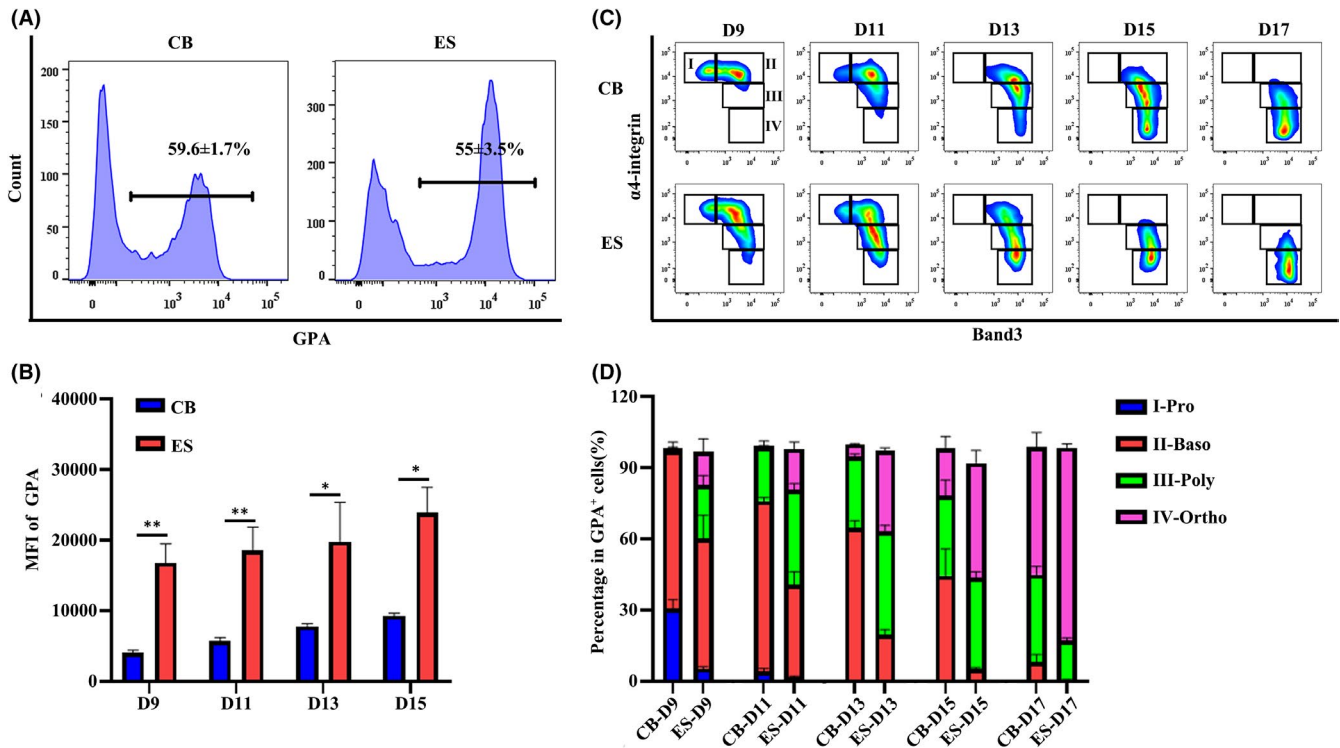 (A)
CB
ES
Count
200
150
100
50
0
59.6±1.7%
0 10³ 10⁴ 10⁵
300
200
100
0
55±3.5%
0 10³ 10⁴ 10⁵
GPA
(B)
MFI of GPA
40000
30000
20000
10000
0
CB
ES
**
**
*
*
D9 D11 D13 D15
(C)
D9 D11 D13 D15 D17
CB
ES
α4-integrin
I
II
III
IV
Band3
(D)
Percentage in GPA⁺ cells(%)
120
90
60
30
0
CB-D9 ES-D9 CB-D11 ES-D11 CB-D13 ES-D13 CB-D15 ES-D15 CB-D17 ES-D17
I-Pro
II-Baso
III-Poly
IV-Ortho